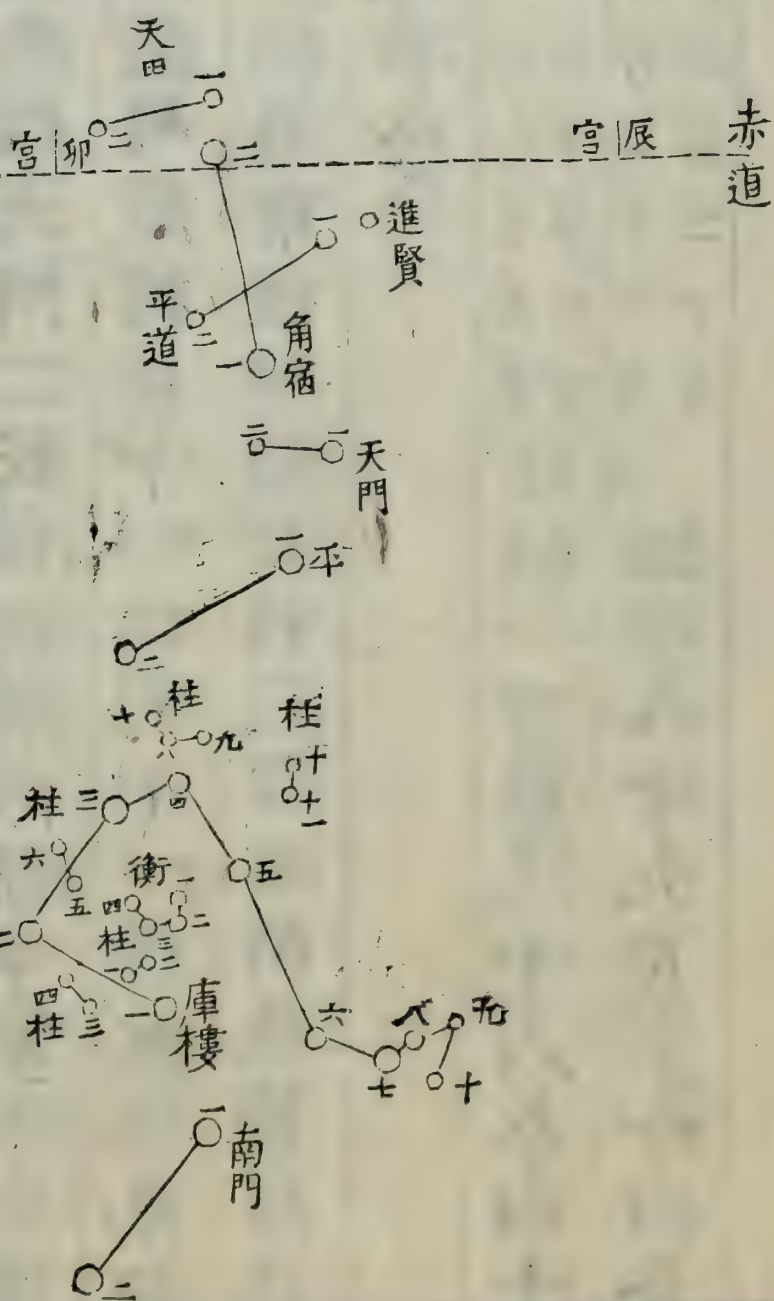 赤道
宮辰
宮卯
天田
一
二
二
進賢
一
平道
二
角宿
一
天門
一
二
平
一
二
柱
十
九
八
柱
十
十一
柱
三
四
六
五
五
衡
一
二
三
四
柱
一
二
二
四
三
柱
庫樓
一
六
七
八
九
十
南門
一
二